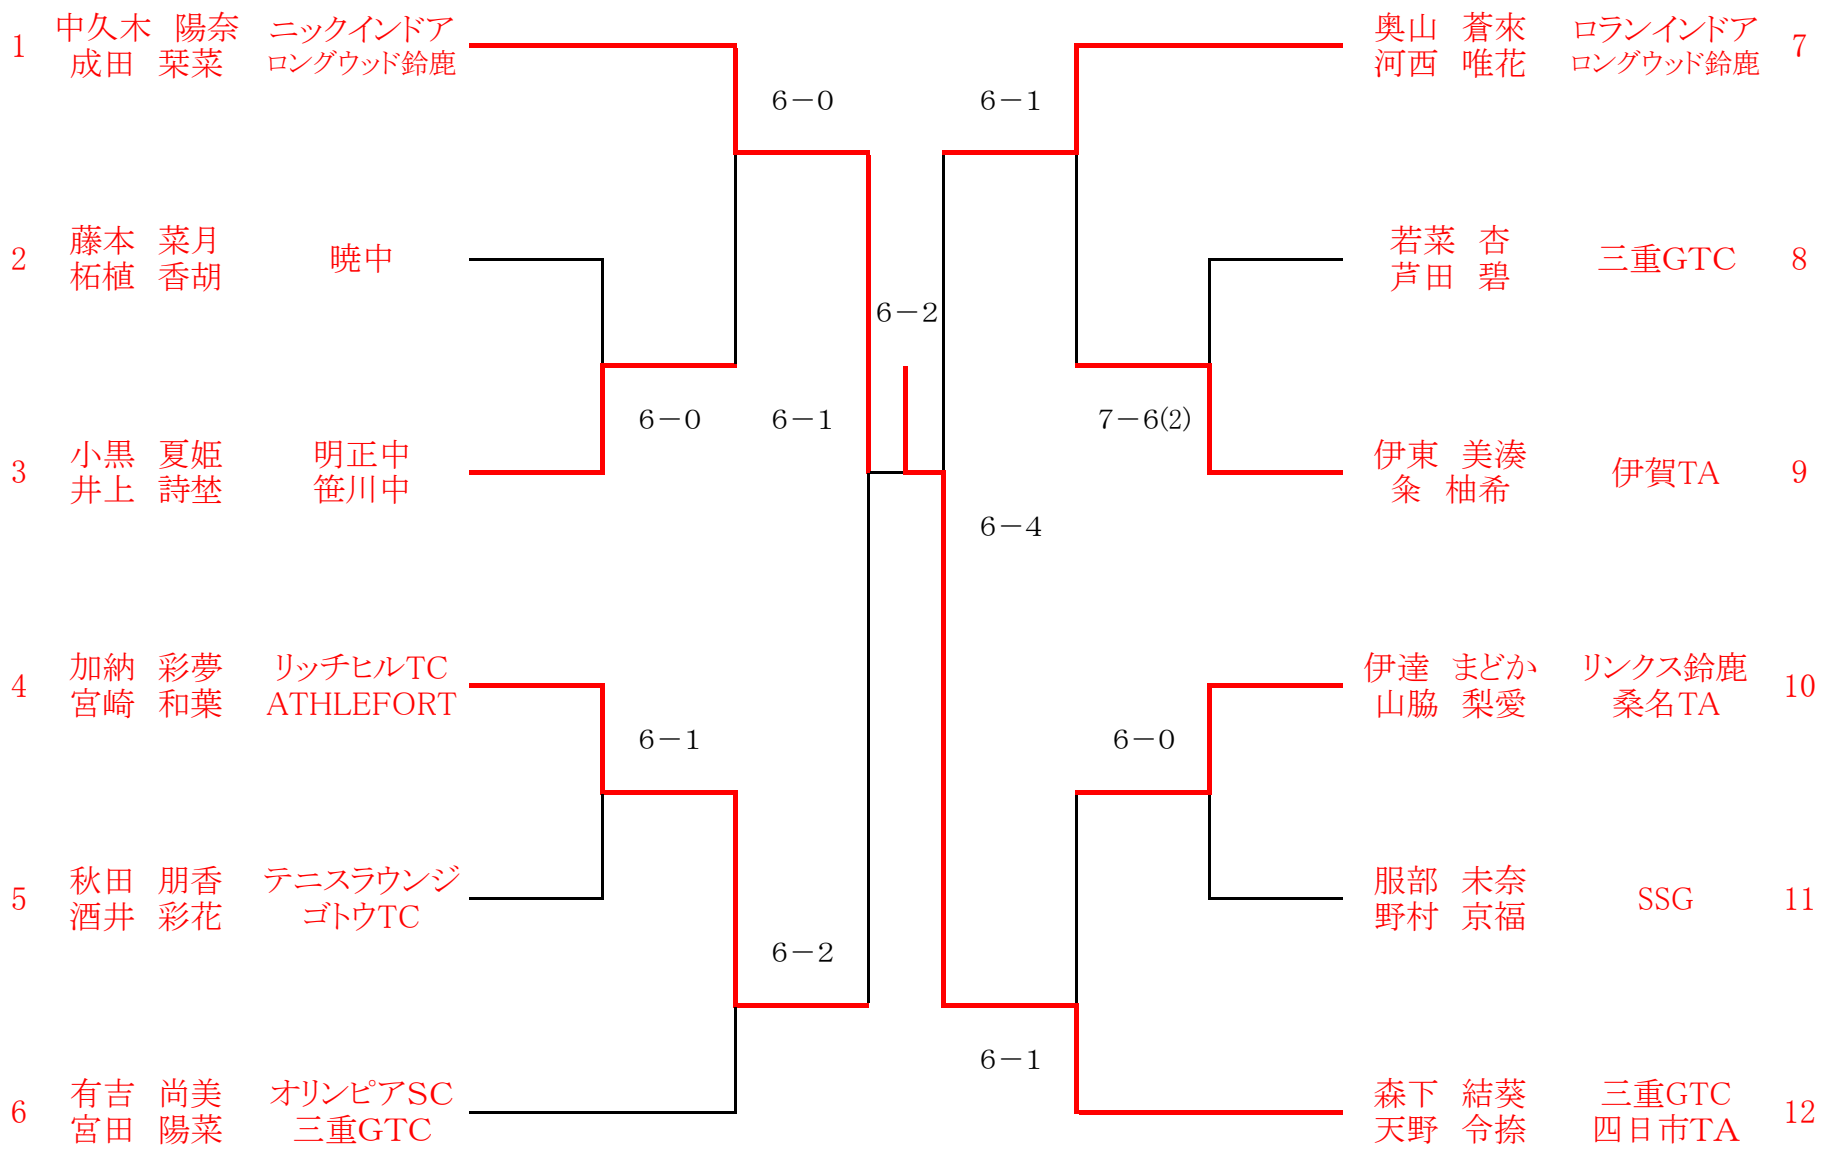 1 中久木 陽奈 ニックインドア
成田 栞菜 ロングウッド鈴鹿
2 藤本 菜月 暁中
柘植 香胡
3 小黒 夏姫 明正中
井上 詩埜 笹川中
4 加納 彩夢 リッチヒルTC
宮崎 和葉 ATHLEFORT
5 秋田 朋香 テニスラウンジ
酒井 彩花 ゴトウTC
6 有吉 尚美 オリンピアSC
宮田 陽菜 三重GTC
6-0
6-0
6-1
6-1
6-2
6-2
6-1
7-6(2)
6-4
6-0
6-1
奥山 蒼來 ロランインドア 7
河西 唯花 ロングウッド鈴鹿
若菜 杏 三重GTC 8
芦田 碧
伊東 美湊 伊賀TA 9
粂 柚希
伊達 まどか リンクス鈴鹿 10
山脇 梨愛 桑名TA
服部 未奈 SSG 11
野村 京福
森下 結葵 三重GTC 12
天野 令捺 四日市TA